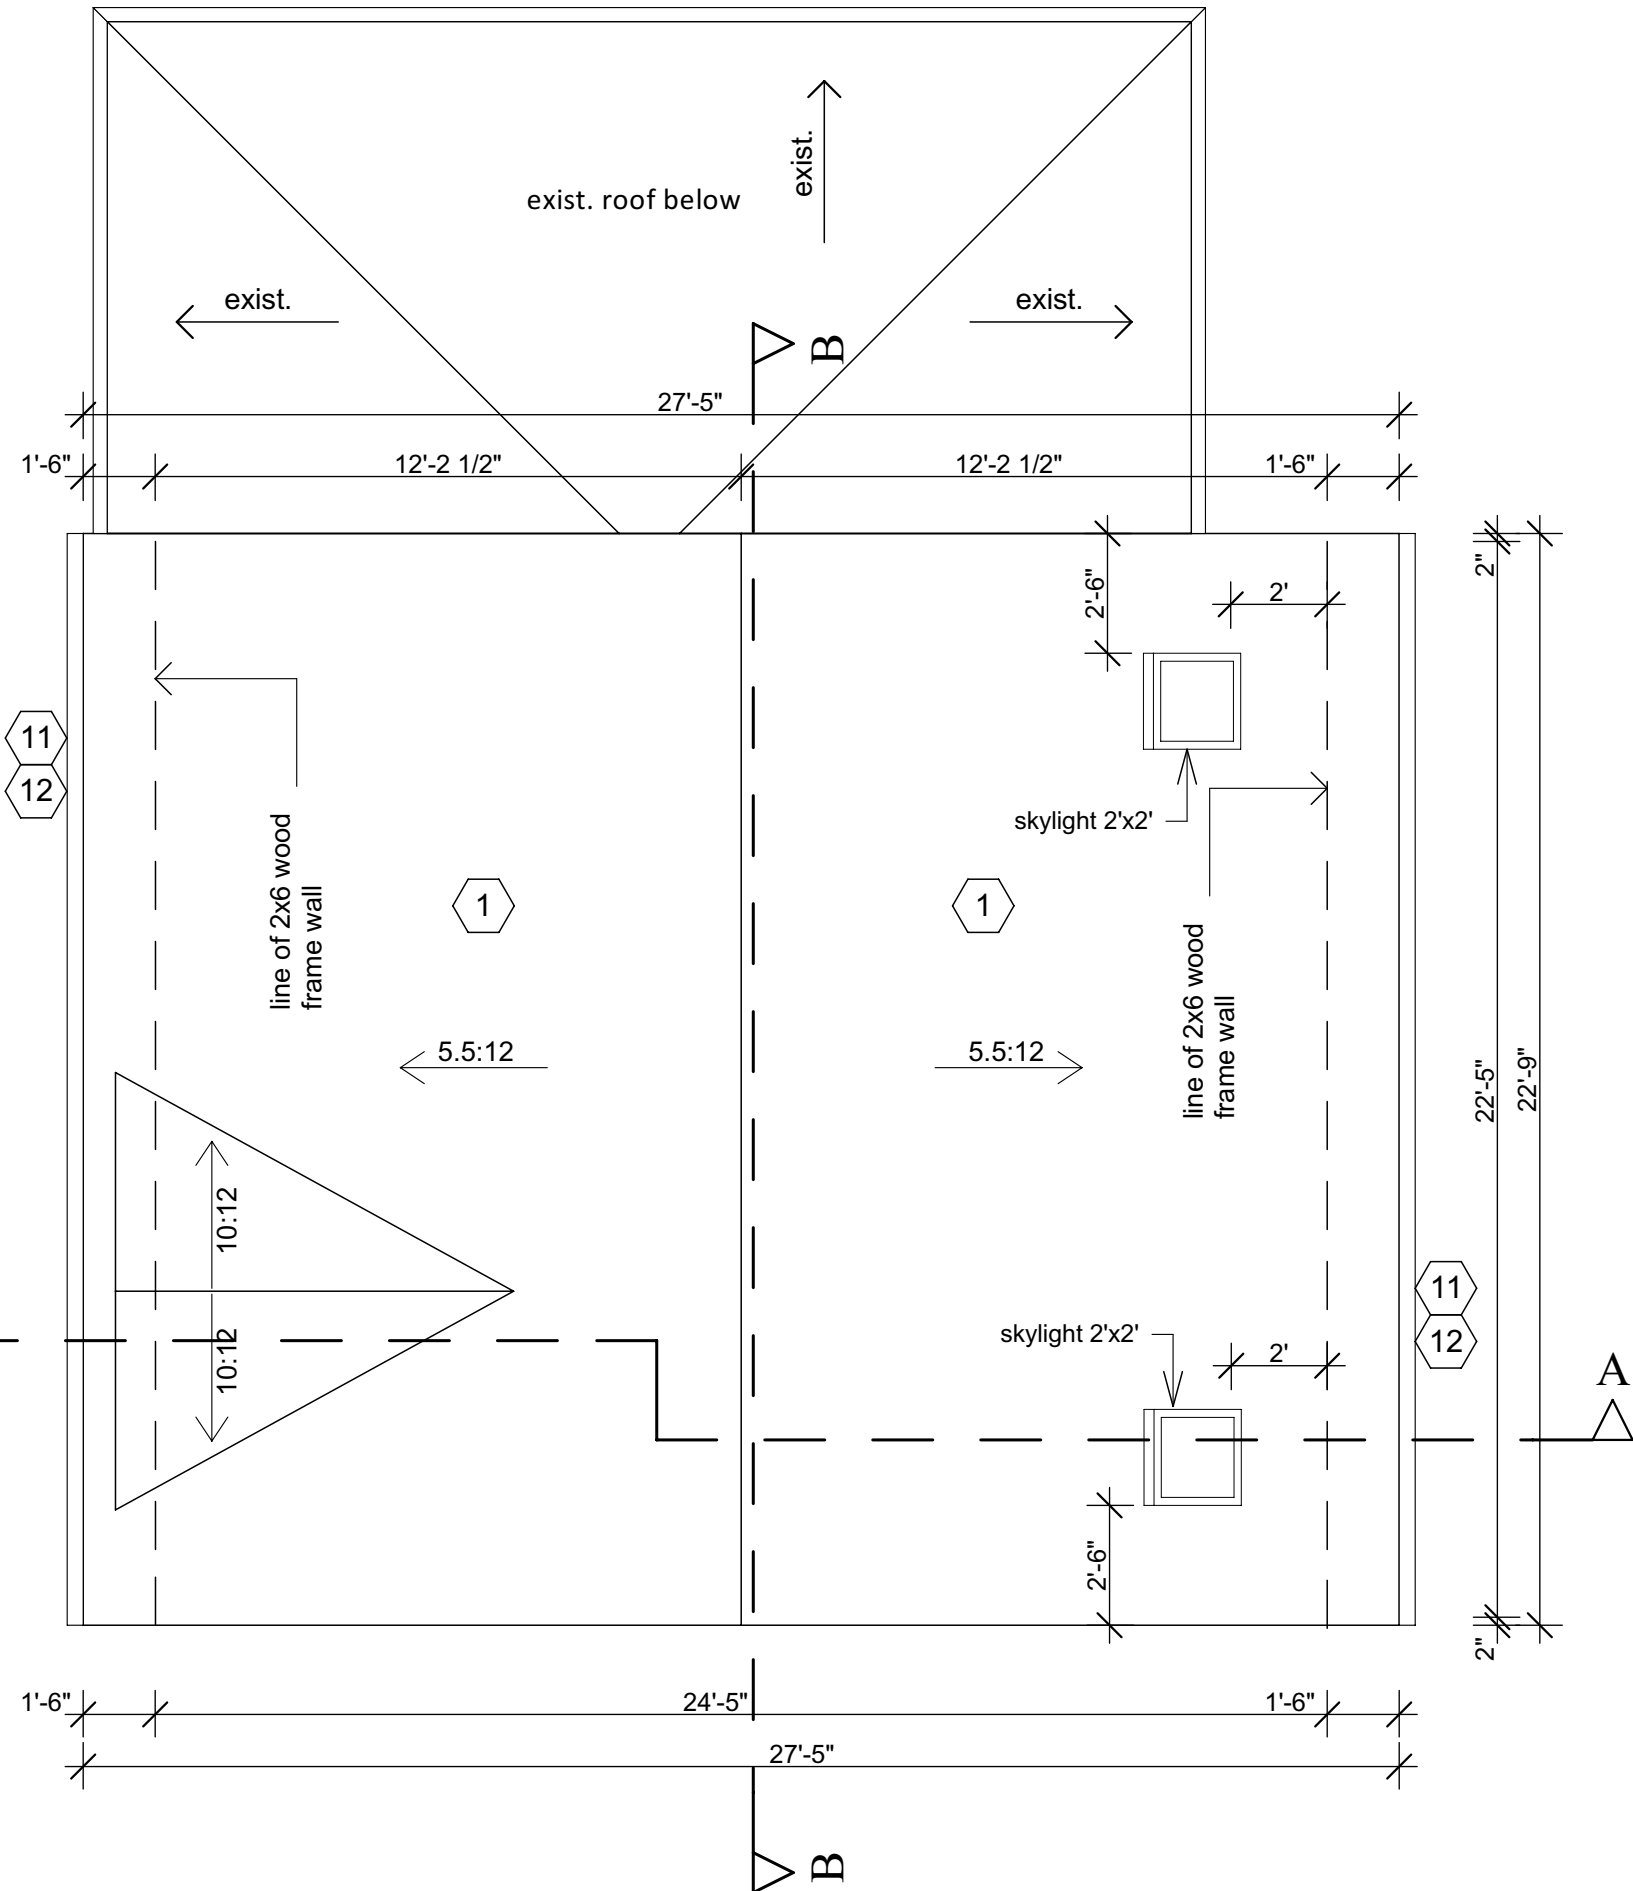 exist.
exist. roof below
exist.
exist.
B
27'-5"
1'-6"
12'-2 1/2"
12'-2 1/2"
1'-6"
2"
2'-6"
2'
11
12
skylight 2'x2'
line of 2x6 wood
frame wall
1
1
line of 2x6 wood
frame wall
5.5:12
5.5:12
22'-5"
22'-9"
10:12
10:12
11
12
skylight 2'x2'
2'
A
2'-6"
2"
1'-6"
24'-5"
1'-6"
27'-5"
B